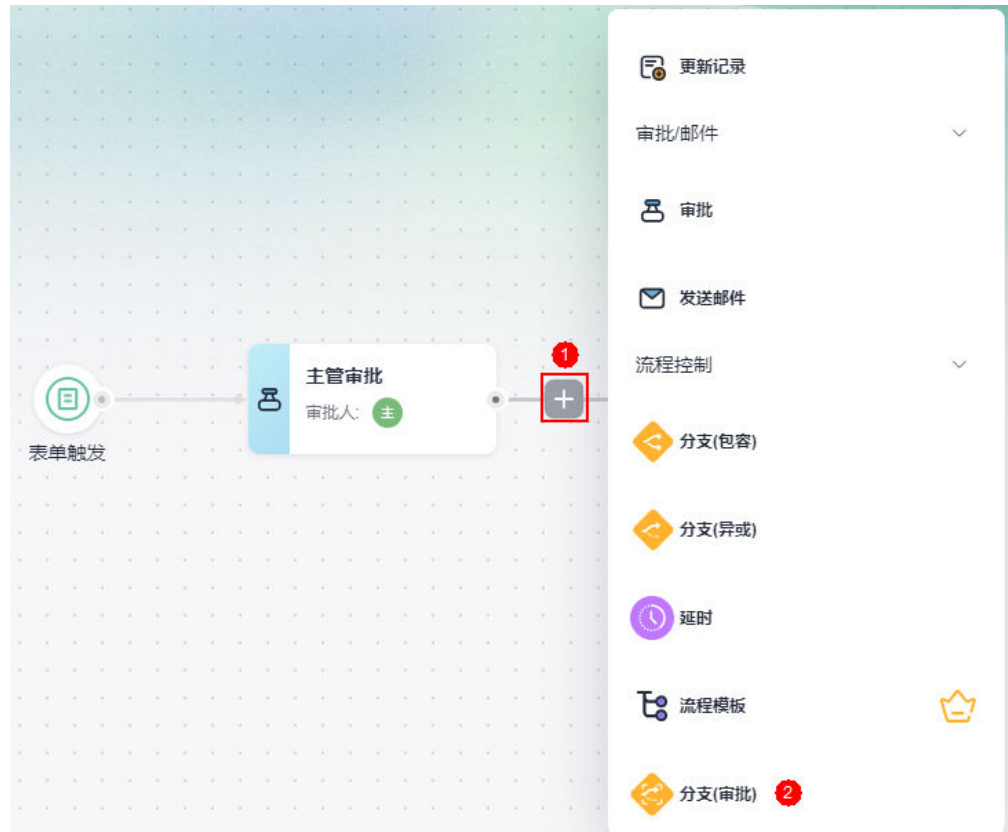 更新记录
审批/邮件
审批
发送邮件
1
流程控制
主管审批
审批人: 主
表单触发
分支(包容)
分支(异或)
延时
流程模板
分支(审批) 2